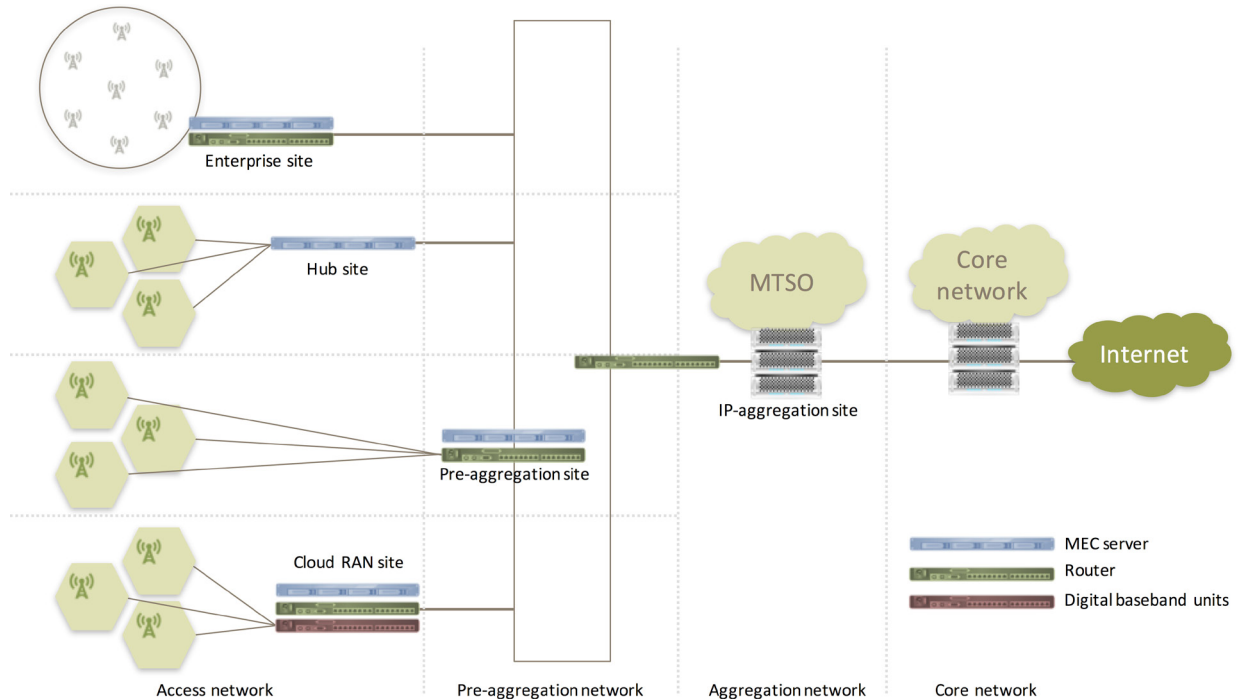 Enterprise site
Hub site
MTSO
Core
network
Internet
IP-aggregation site
Pre-aggregation site
Cloud RAN site
MEC server
Router
Digital baseband units
Access network
Pre-aggregation network
Aggregation network
Core network